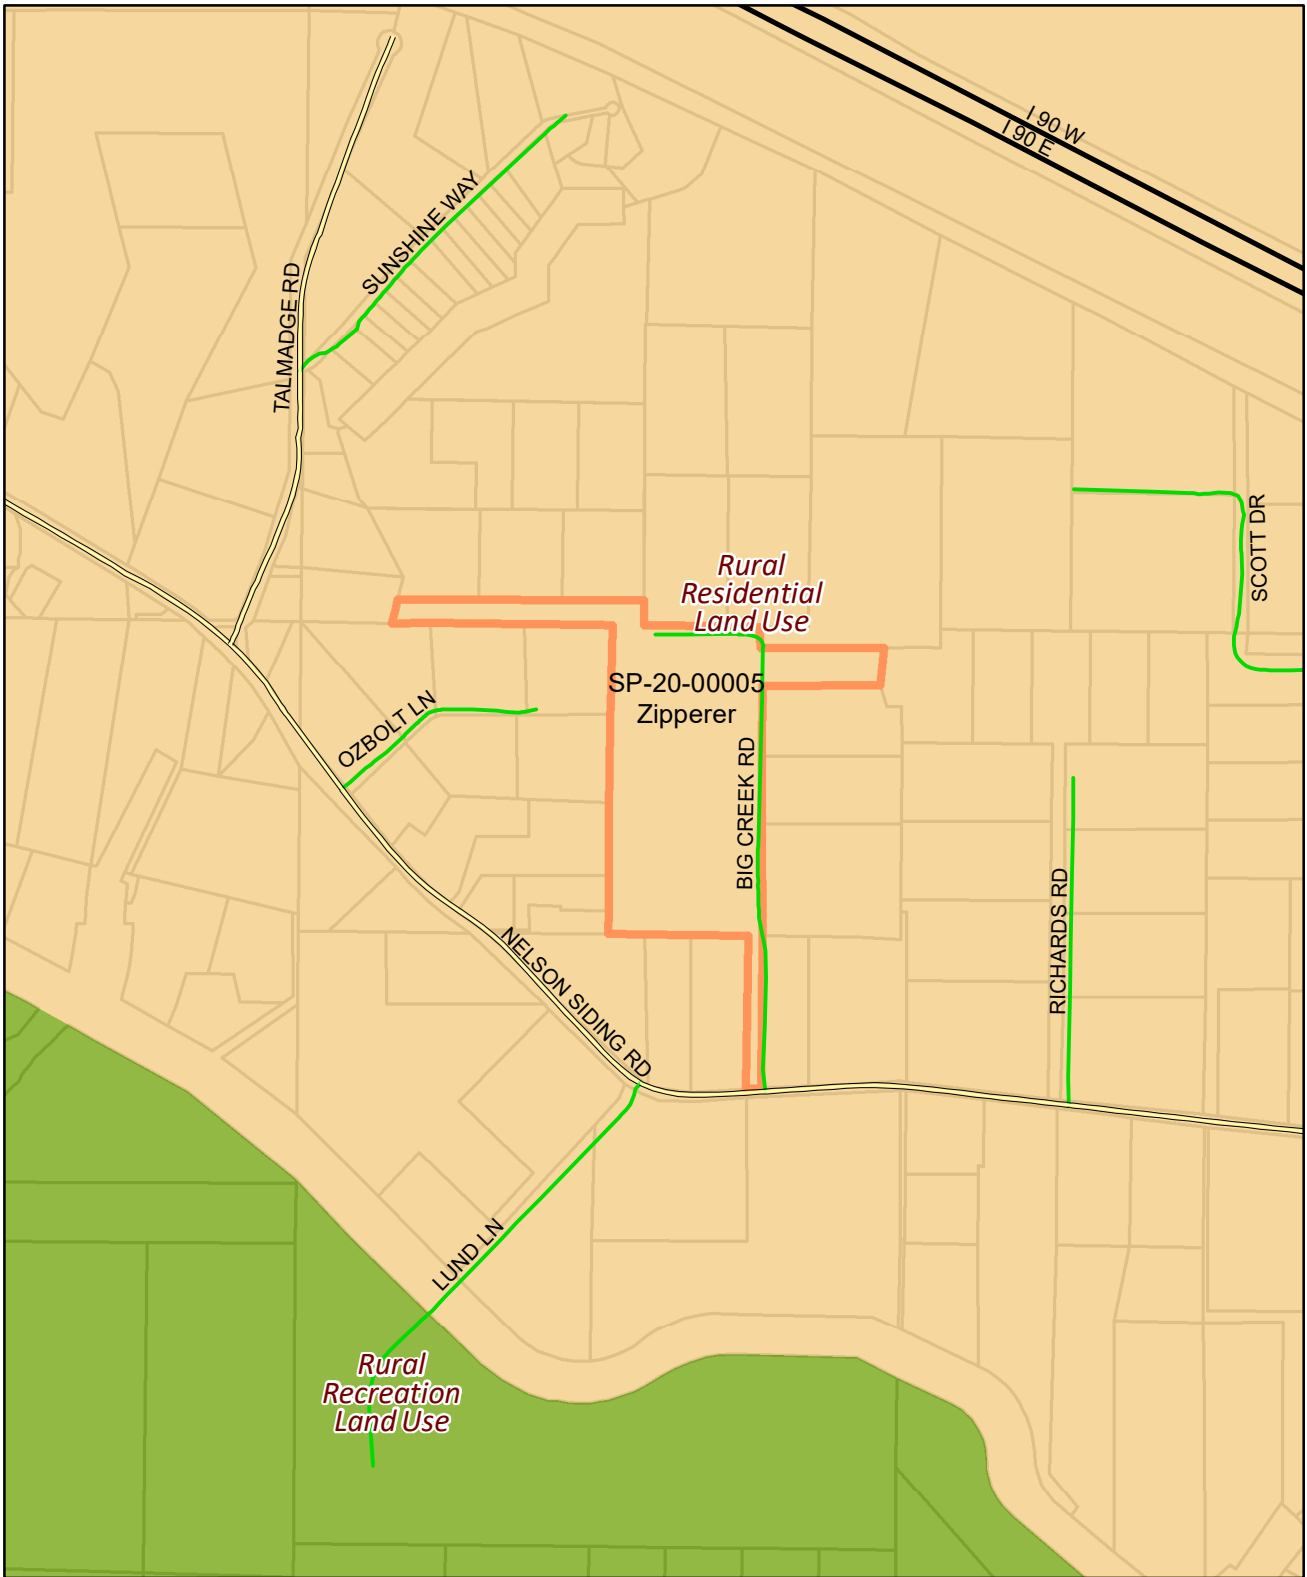 I 90 W
I 90 E
SUNSHINE WAY
TALMADGE RD
SCOTT DR
Rural
Residential
Land Use
SP-20-00005
Zipperer
OZBOLT LN
BIG CREEK RD
RICHARDS RD
NELSON SIDING RD
LUND LN
Rural
Recreation
Land Use